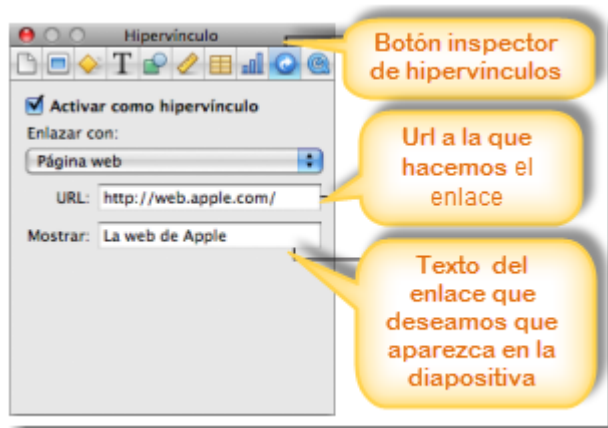 Hipervínculo
Activar como hipervínculo
Enlazar con:
Página web
URL: http://web.apple.com/
Mostrar: La web de Apple
Botón inspector
de hipervínculos
Url a la que
hacemos el
enlace
Texto del
enlace que
deseamos que
aparezca en la
diapositiva